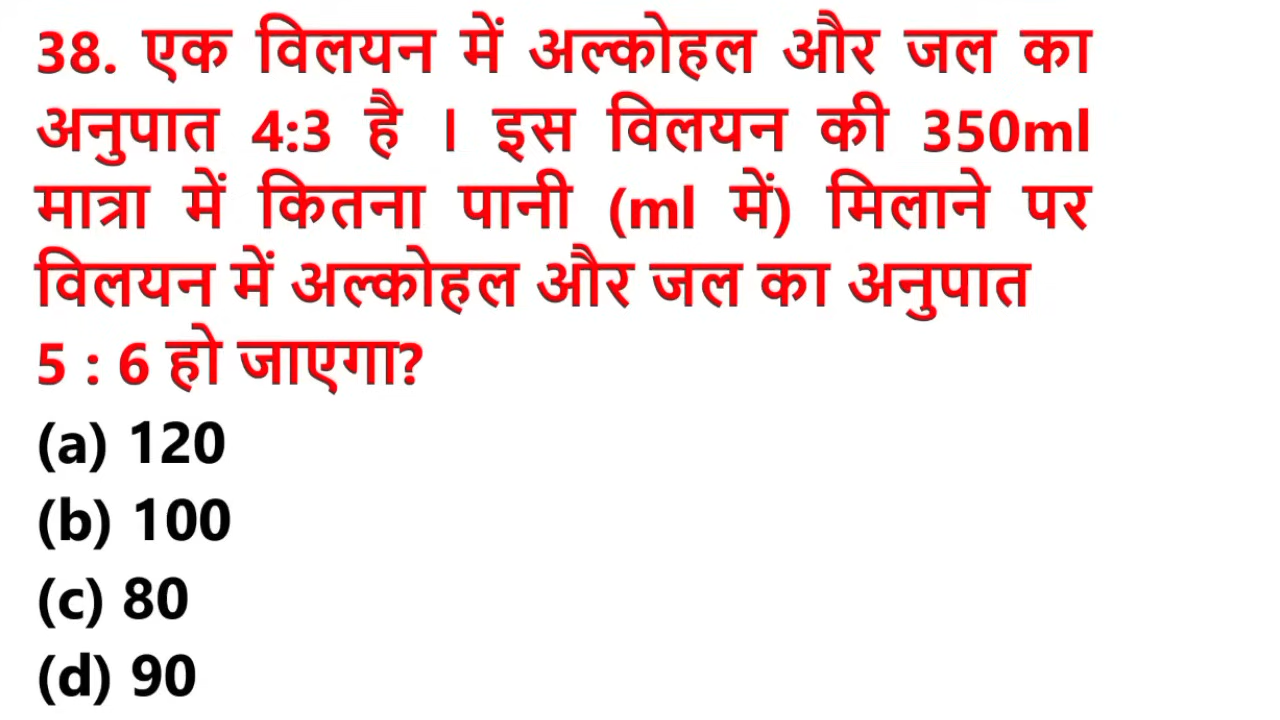 38. एक विलयन में अल्कोहल और जल का
अनुपात 4:3 है । इस विलयन की 350ml
मात्रा में कितना पानी (ml में) मिलाने पर
विलयन में अल्कोहल और जल का अनुपात
5 : 6 हो जाएगा?
(a) 120
(b) 100
(c) 80
(d) 90